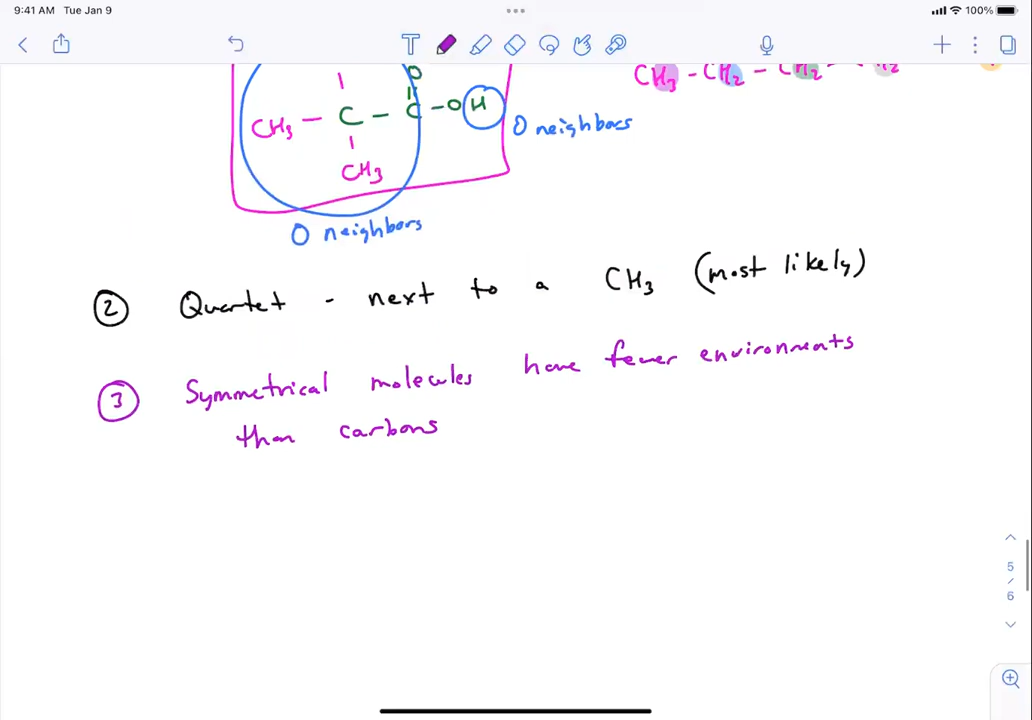 9:41 AM Tue Jan 9
100%
T
CH3 - CH2 - CH2 -
O
CH3 - C - C - O H
0 neighbors
CH3
0 neighbors
2 Quartet - next to a CH3 (most likely)
3 Symmetrical molecules have fewer environments
than carbons
5
/
6